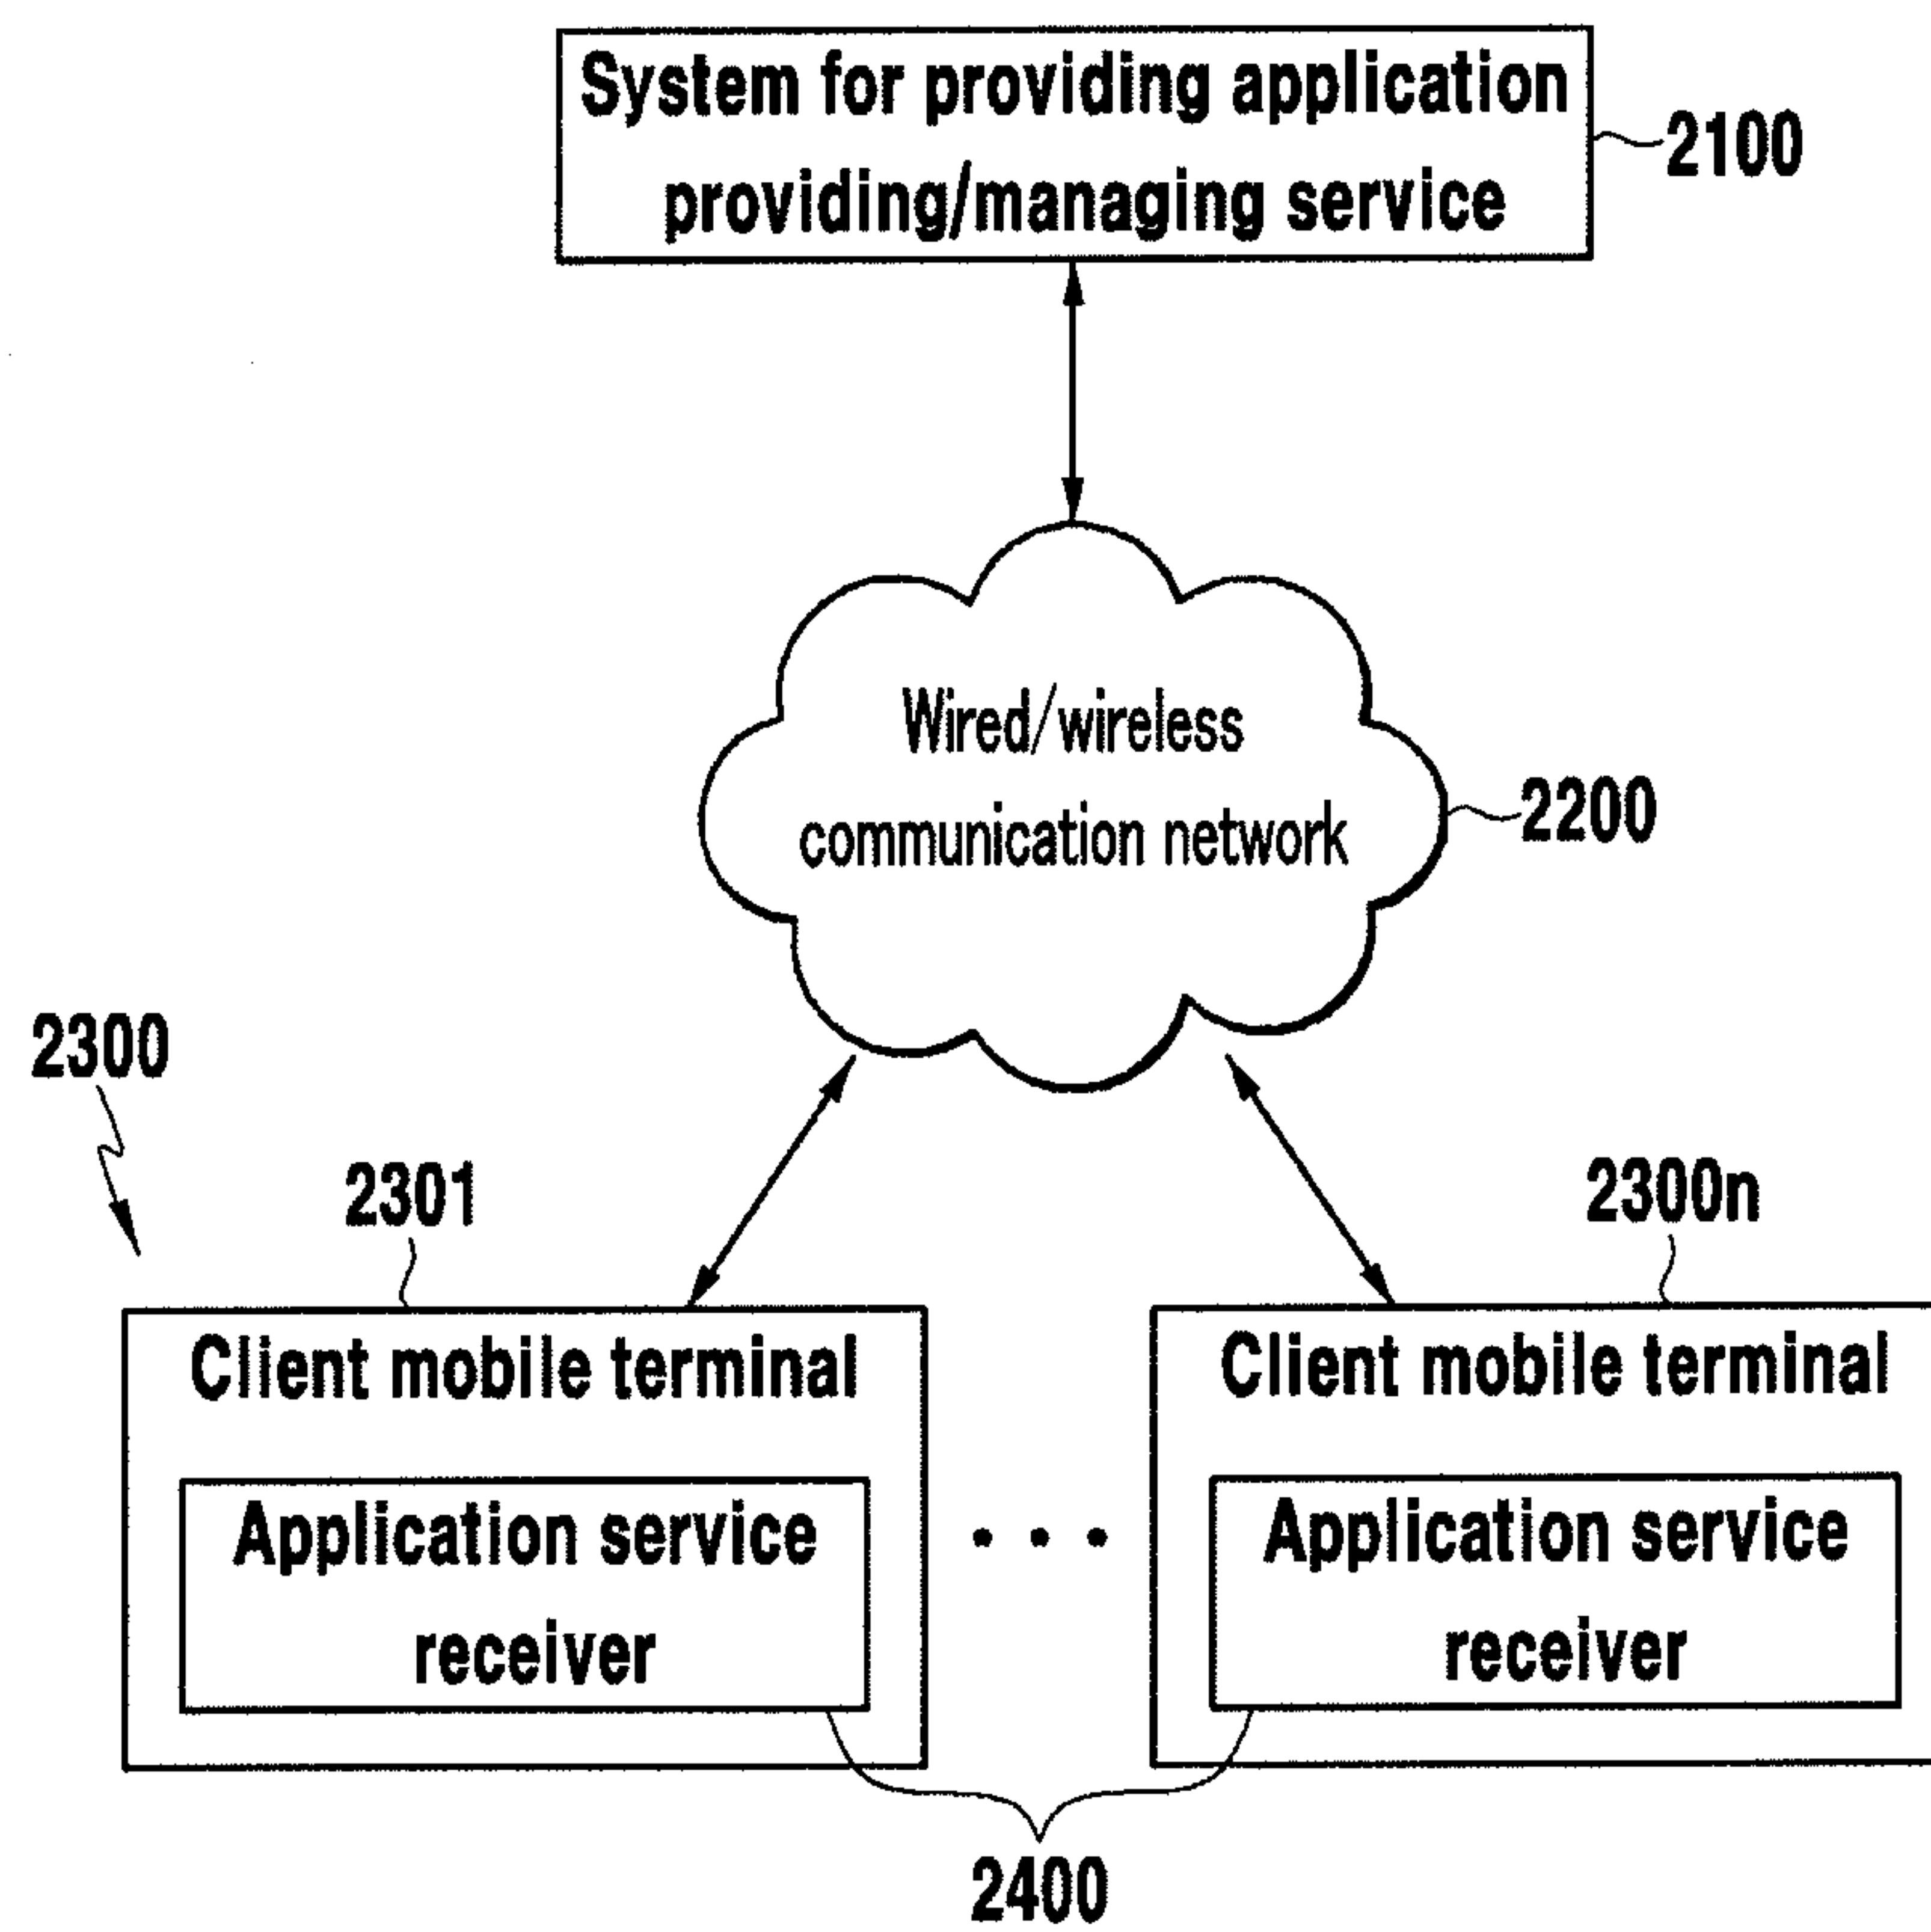 System for providing application
providing/managing service
2100
Wired/wireless
communication network
2200
2300
2301
2300n
Client mobile terminal
Application service
receiver
Client mobile terminal
Application service
receiver
2400